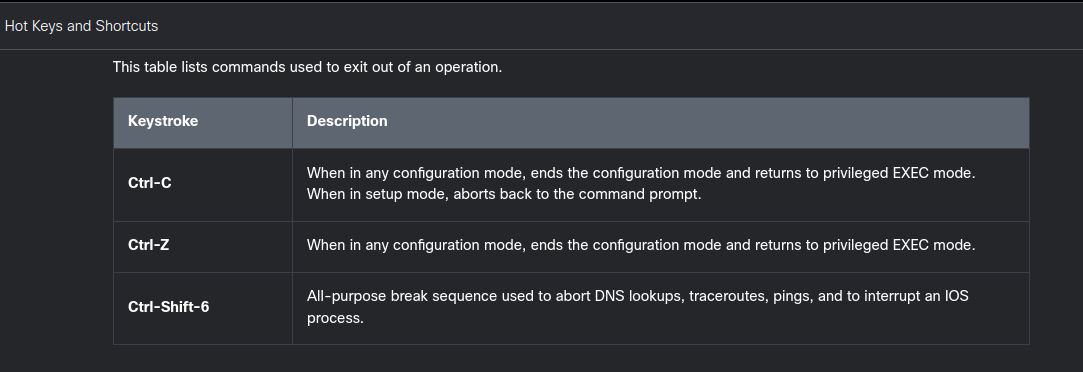 Hot Keys and Shortcuts
This table lists commands used to exit out of an operation.
Keystroke
Description
Ctrl-C
When in any configuration mode, ends the configuration mode and returns to privileged EXEC mode.
When in setup mode, aborts back to the command prompt.
Ctrl-Z
When in any configuration mode, ends the configuration mode and returns to privileged EXEC mode.
Ctrl-Shift-6
All-purpose break sequence used to abort DNS lookups, traceroutes, pings, and to interrupt an IOS
process.